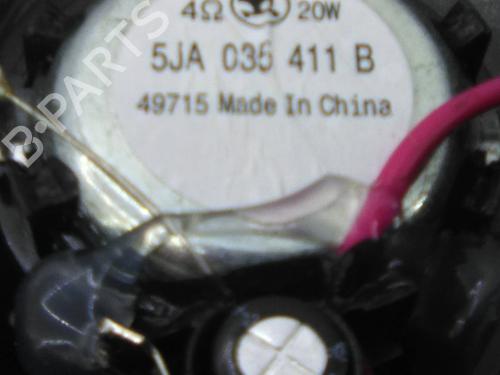 4Ω 20W
5JA 035 411 B
49715 Made In China
B-PARTS